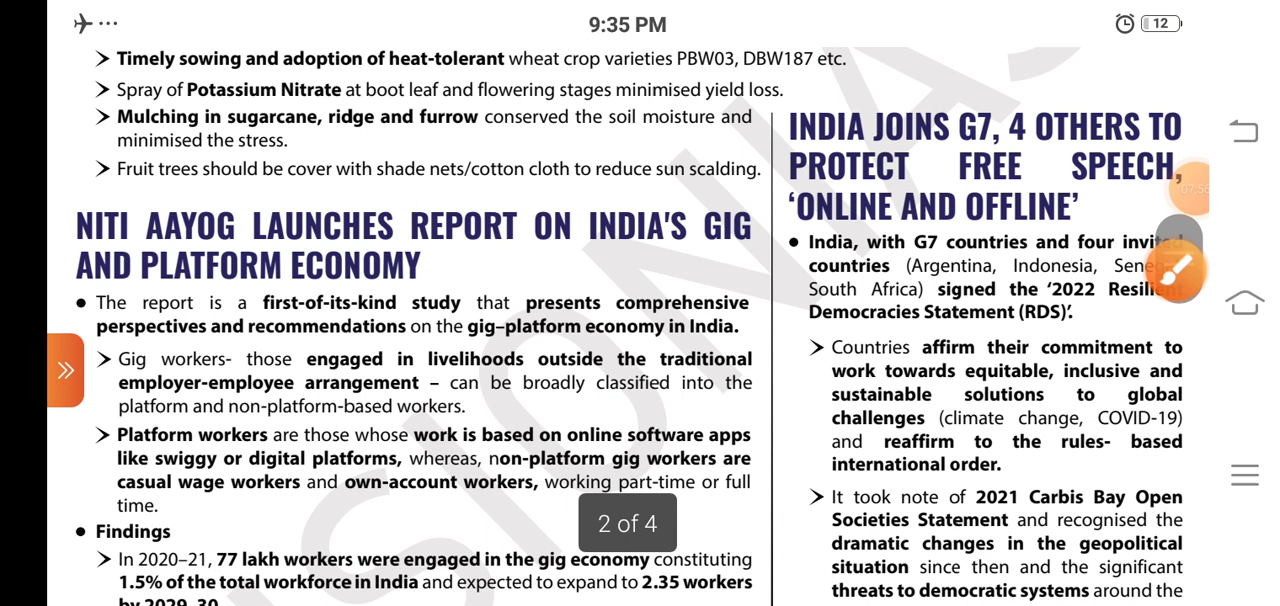 9:35 PM
12
➤ Timely sowing and adoption of heat-tolerant wheat crop varieties PBW03, DBW187 etc.
➤ Spray of Potassium Nitrate at boot leaf and flowering stages minimised yield loss.
➤ Mulching in sugarcane, ridge and furrow conserved the soil moisture and
minimised the stress.
➤ Fruit trees should be cover with shade nets/cotton cloth to reduce sun scalding.
NITI AAYOG LAUNCHES REPORT ON INDIA'S GIG
AND PLATFORM ECONOMY
• The report is a first-of-its-kind study that presents comprehensive
perspectives and recommendations on the gig–platform economy in India.
➤ Gig workers- those engaged in livelihoods outside the traditional
employer-employee arrangement – can be broadly classified into the
platform and non-platform-based workers.
➤ Platform workers are those whose work is based on online software apps
like swiggy or digital platforms, whereas, non-platform gig workers are
casual wage workers and own-account workers, working part-time or full
time.
• Findings
➤ In 2020–21, 77 lakh workers were engaged in the gig economy constituting
1.5% of the total workforce in India and expected to expand to 2.35 workers
by 2029-30
2 of 4
INDIA JOINS G7, 4 OTHERS TO
PROTECT FREE SPEECH,
‘ONLINE AND OFFLINE’
07:56
• India, with G7 countries and four invited
countries (Argentina, Indonesia, Sene
South Africa) signed the ‘2022 Resilient
Democracies Statement (RDS)’.
➤ Countries affirm their commitment to
work towards equitable, inclusive and
sustainable solutions to global
challenges (climate change, COVID-19)
and reaffirm to the rules- based
international order.
➤ It took note of 2021 Carbis Bay Open
Societies Statement and recognised the
dramatic changes in the geopolitical
situation since then and the significant
threats to democratic systems around the